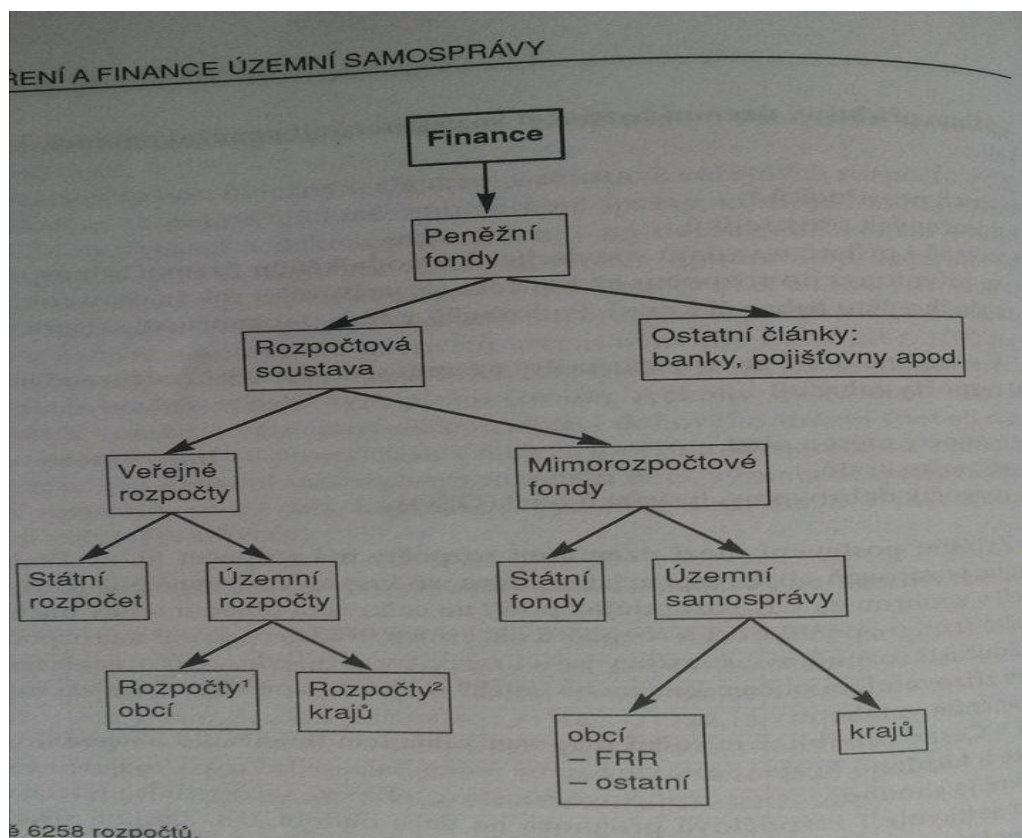 ŘENÍ A FINANCE ÚZEMNÍ SAMOSPRÁVY
Finance
Peněžní
fondy
Rozpočtová
soustava
Ostatní články:
banky, pojišťovny apod.
Veřejné
rozpočty
Mimorozpočtové
fondy
Státní
rozpočet
Územní
rozpočty
Státní
fondy
Územní
samosprávy
Rozpočty¹
obcí
Rozpočty²
krajů
obcí
– FRR
– ostatní
krajů
6258 rozpočtů.